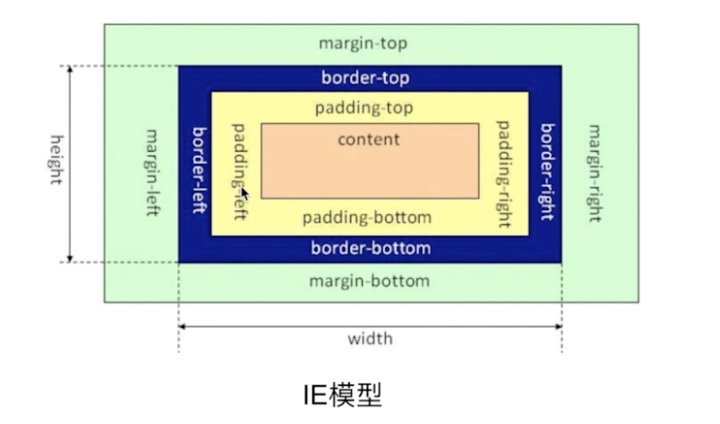 margin-top
border-top
padding-top
content
height
margin-left
border-left
padding-left
padding-right
border-right
margin-right
padding-bottom
border-bottom
margin-bottom
width
IE模型